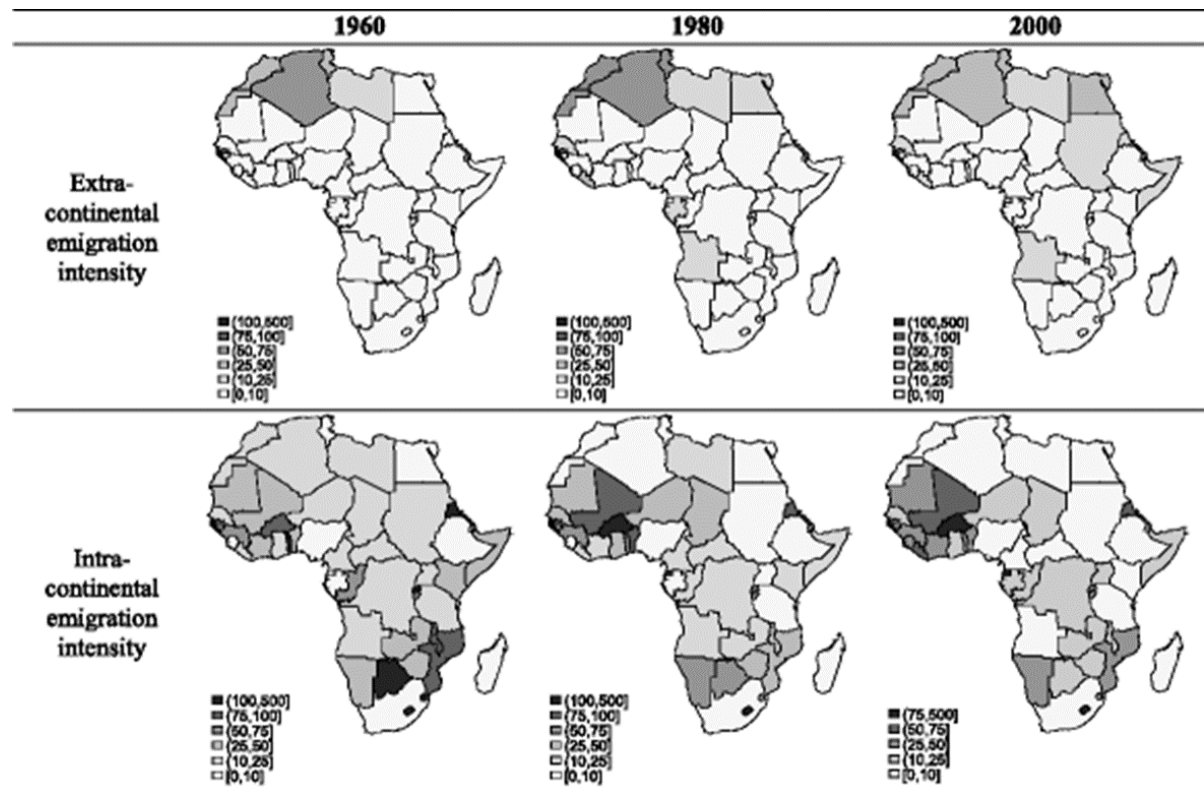 1960 1980 2000
Extra-
continental
emigration
intensity
(100,500] (100,500] (100,500]
(75,100] (75,100] (75,100]
(50,75] (50,75] (50,75]
(25,50] (25,50] (25,50]
(10,25] (10,25] (10,25]
[0,10] [0,10] [0,10]
Intra-
continental
emigration
intensity
(100,500] (100,500] (75,500]
(75,100] (75,100] (50,75]
(50,75] (50,75] (25,50]
(25,50] (25,50] (10,25]
(10,25] (10,25] [0,10]
[0,10] [0,10]